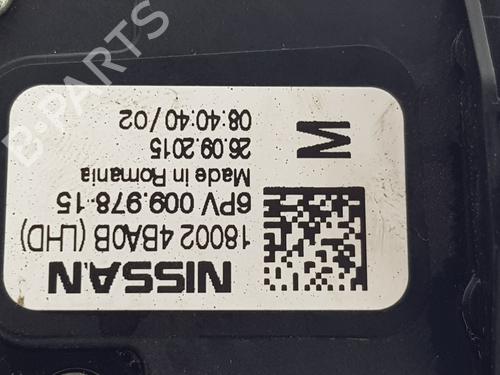 NISSAN
18002 4BA0B (LHD)
6PV 009.978-15
Made in Romania
26.09.2015
08:40:40 / 02
M
B-PARTS